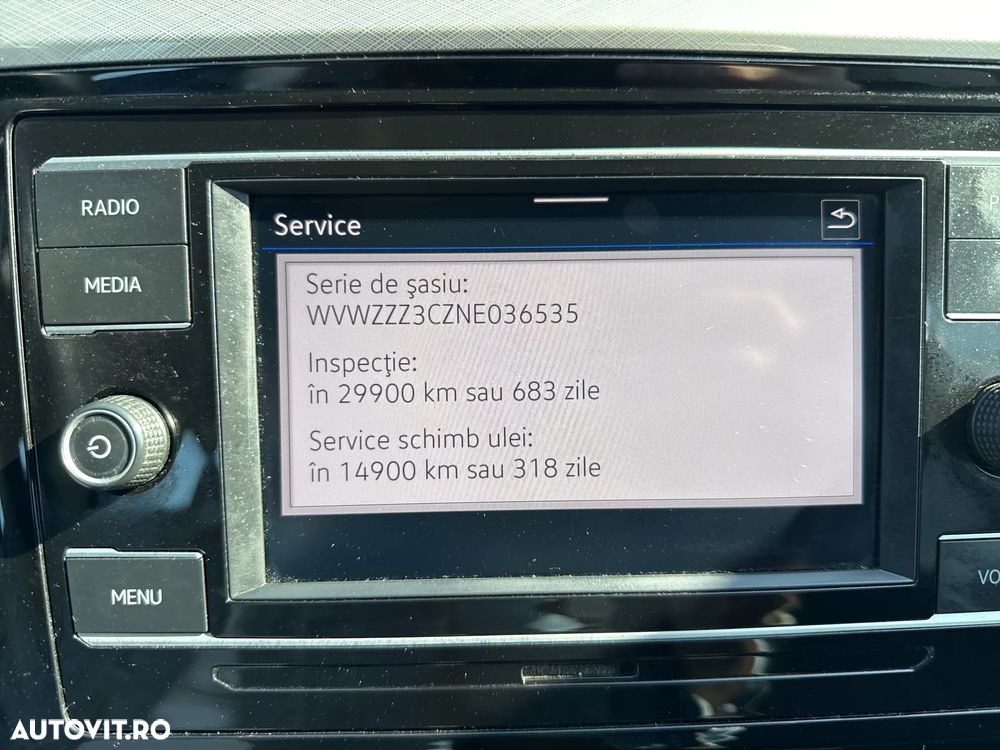 RADIO
MEDIA
MENU
Service
Serie de şasiu:
WVWZZZ3CZNE036535
Inspecţie:
în 29900 km sau 683 zile
Service schimb ulei:
în 14900 km sau 318 zile
VO
AUTOVIT.RO